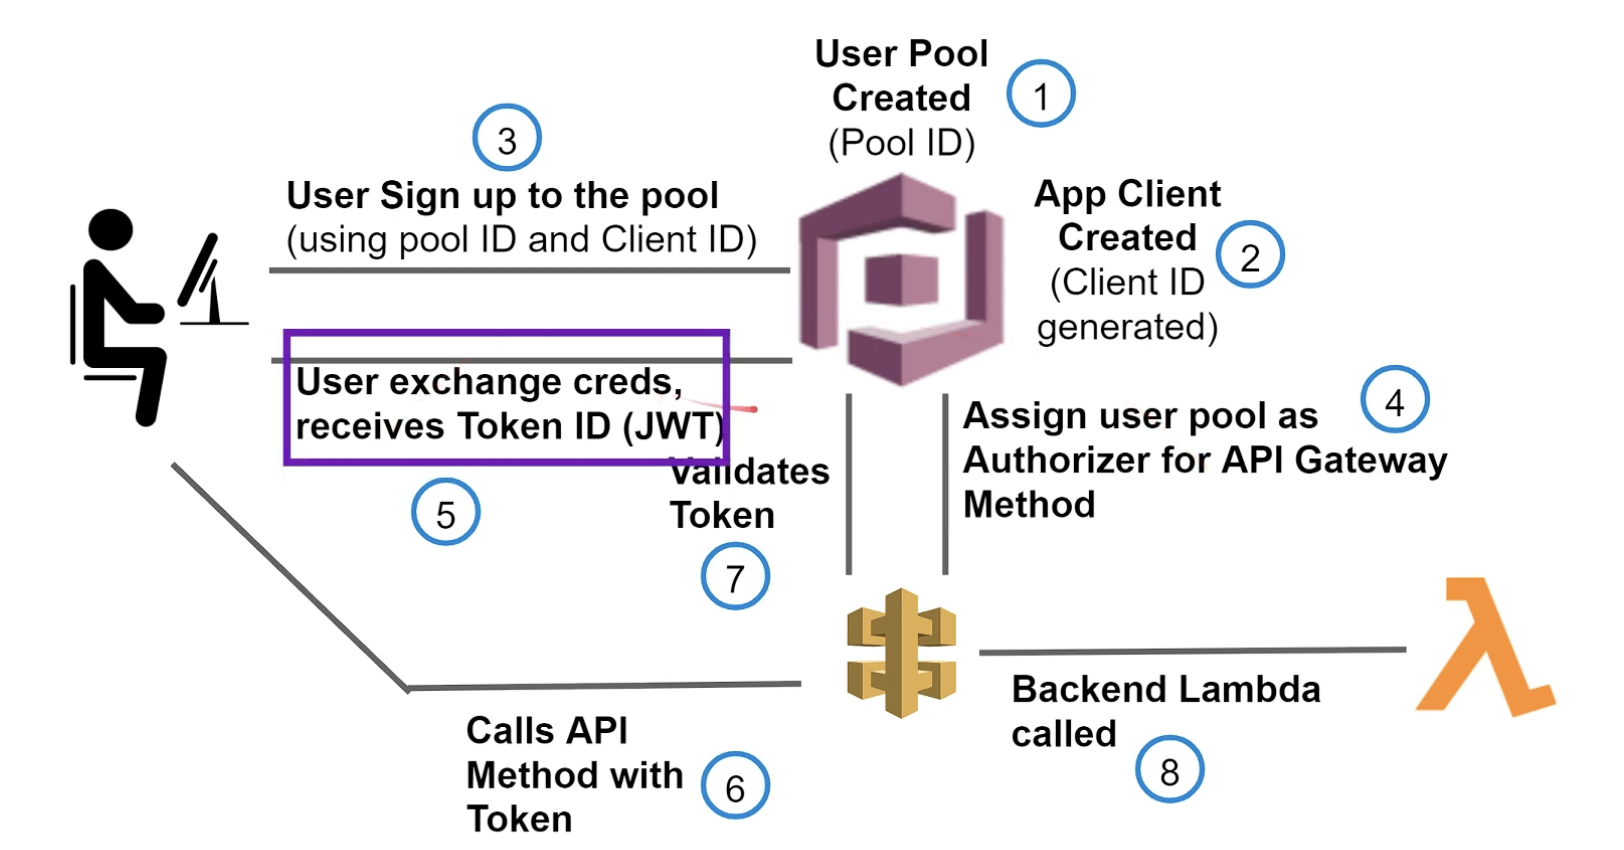 User Pool
Created
(Pool ID)
1
3
User Sign up to the pool
(using pool ID and Client ID)
App Client
Created
(Client ID
generated)
2
User exchange creds,
receives Token ID (JWT)
5
4
Assign user pool as
Authorizer for API Gateway
Method
Validates
Token
7
Calls API
Method with
Token
6
Backend Lambda
called
8